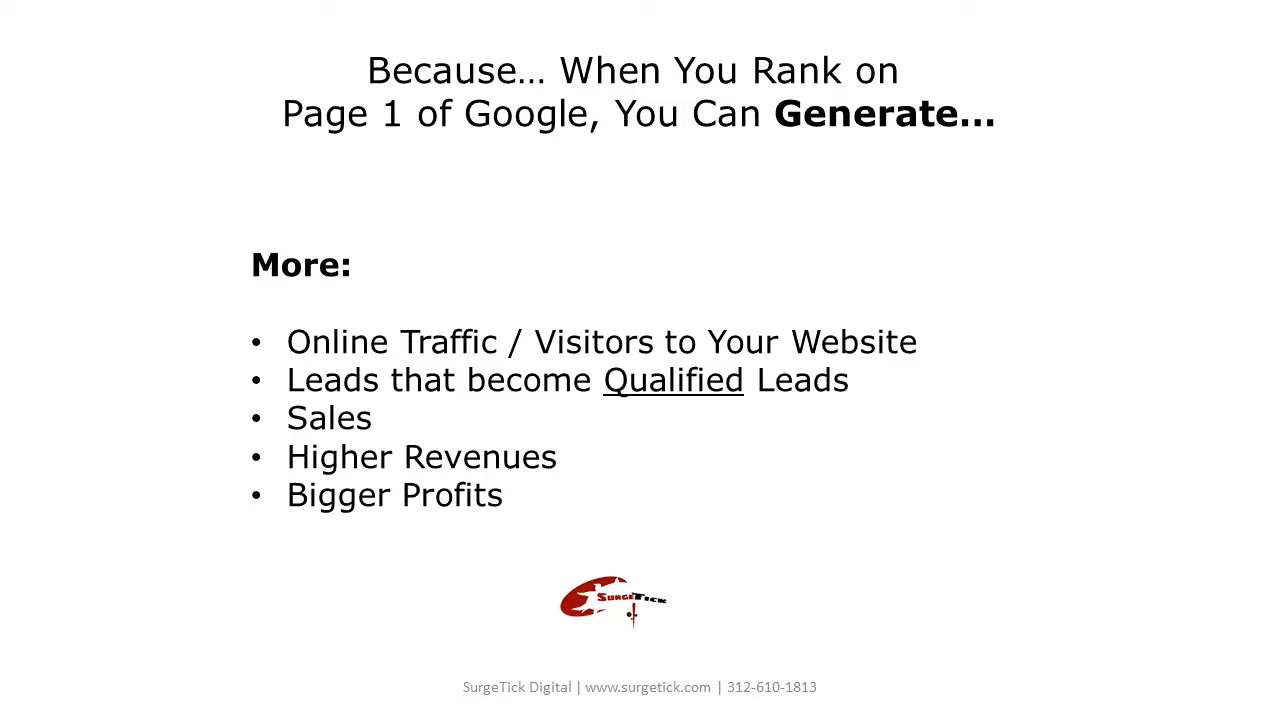 Because… When You Rank on
Page 1 of Google, You Can Generate…
More:
• Online Traffic / Visitors to Your Website
• Leads that become Qualified Leads
• Sales
• Higher Revenues
• Bigger Profits
SurgeTick
SurgeTick Digital | www.surgetick.com | 312-610-1813